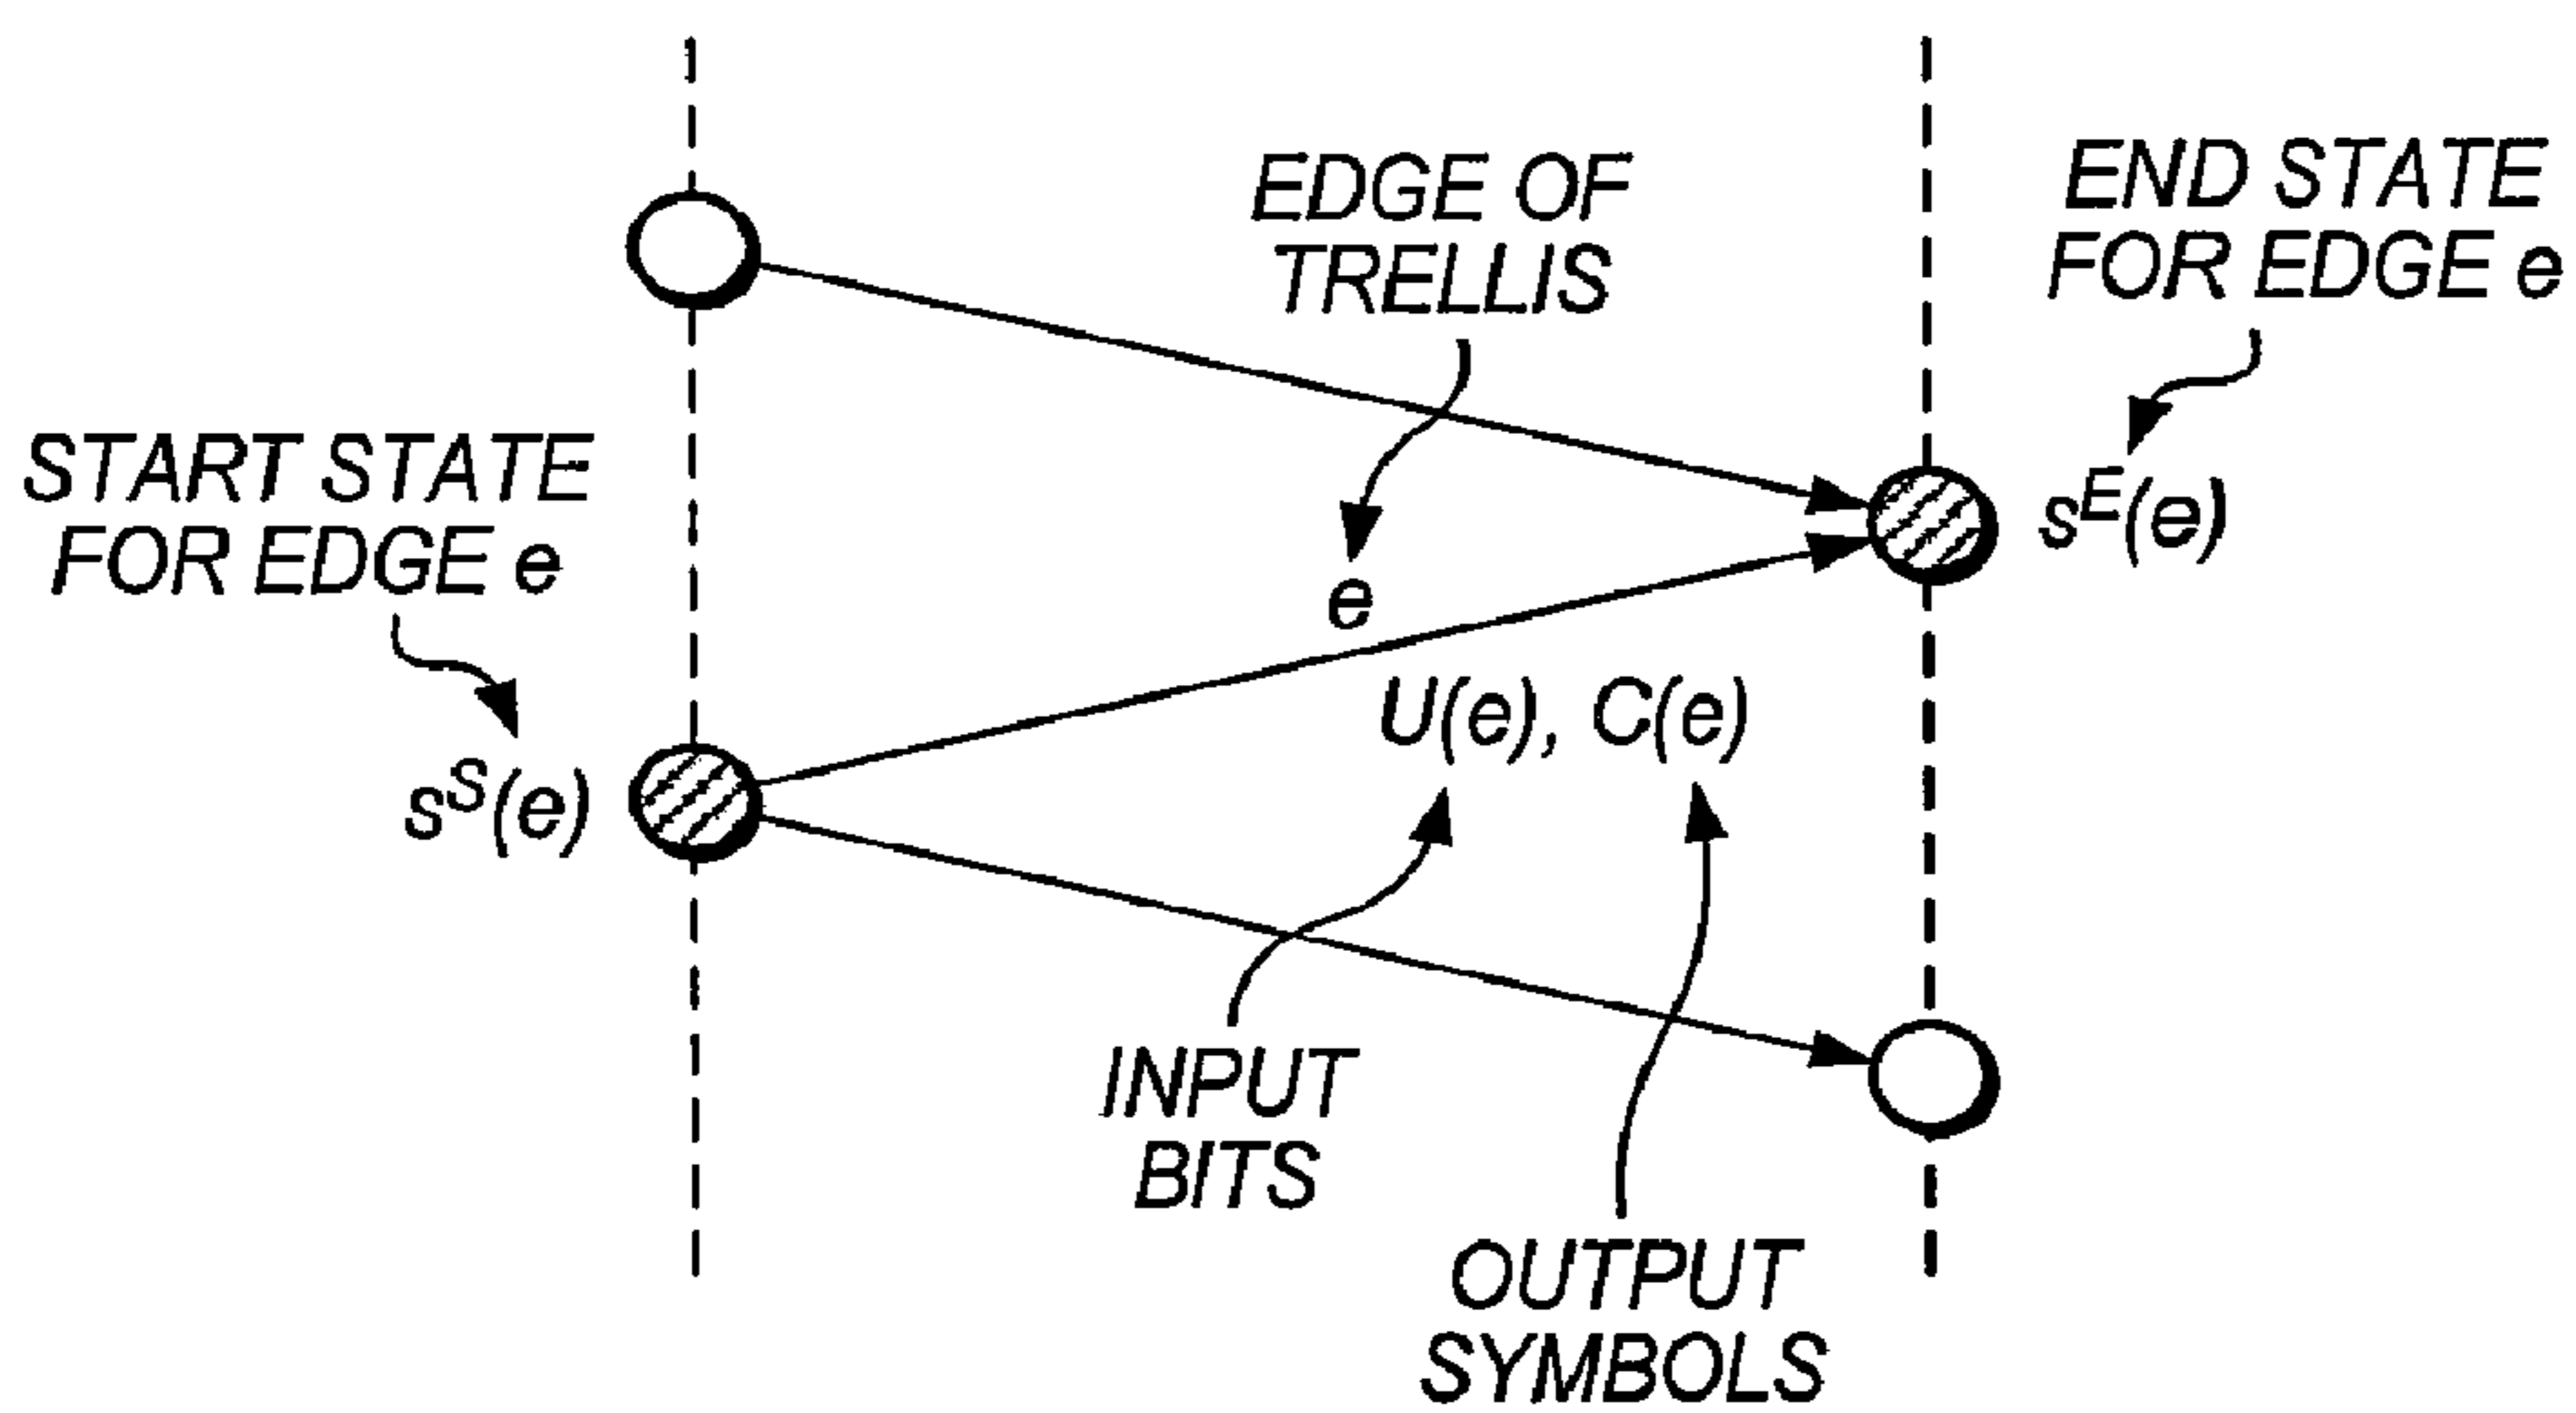 EDGE OF
TRELLIS
END STATE
FOR EDGE e
START STATE
FOR EDGE e
s^E(e)
e
U(e), C(e)
s^S(e)
INPUT
BITS
OUTPUT
SYMBOLS